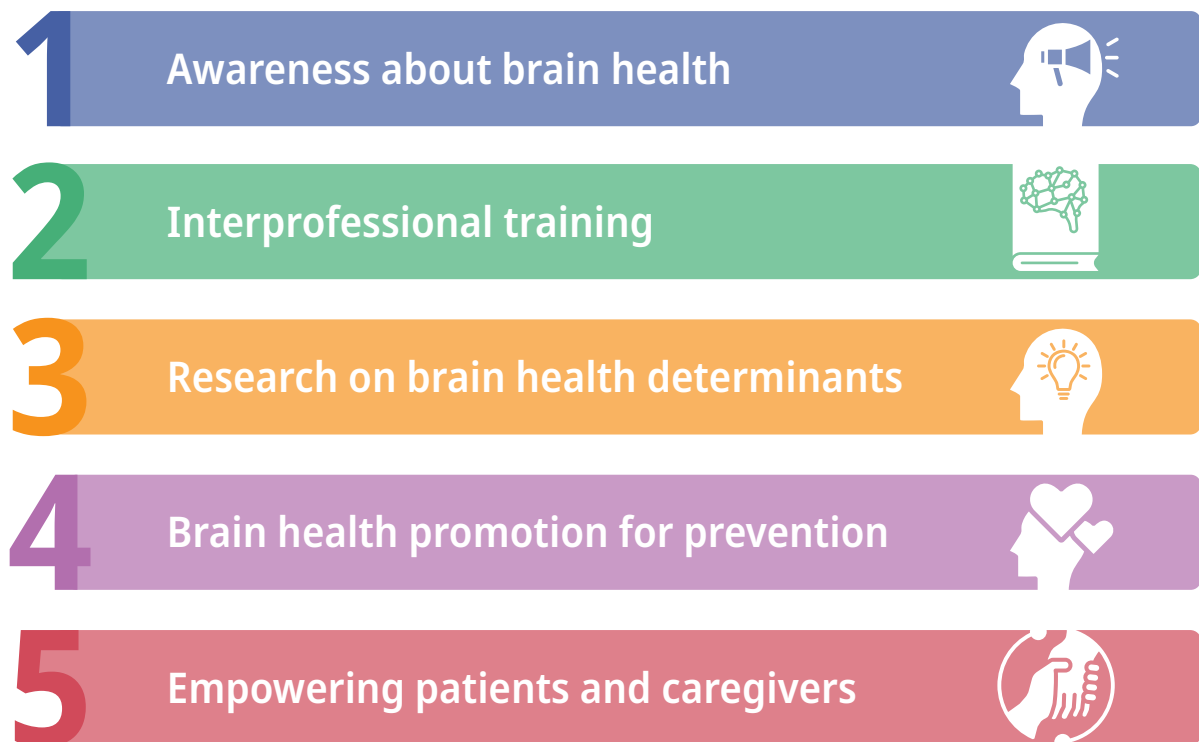 1 Awareness about brain health
2 Interprofessional training
3 Research on brain health determinants
4 Brain health promotion for prevention
5 Empowering patients and caregivers